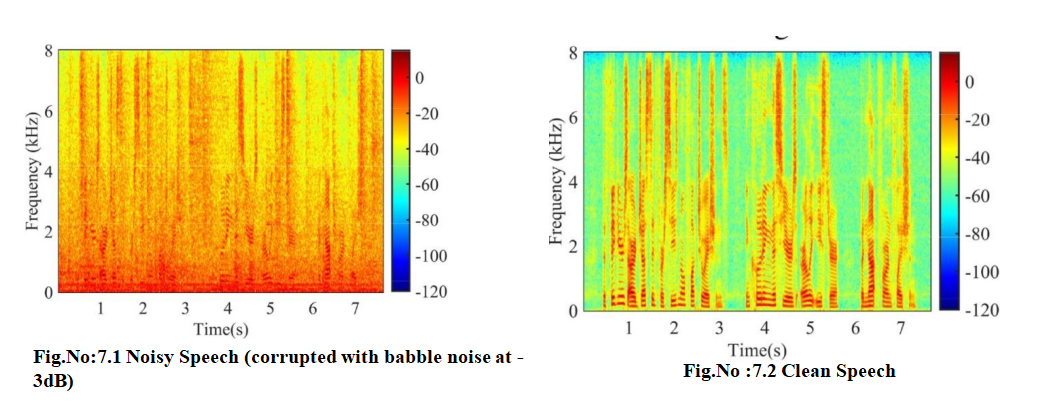 8
6
4
2
0
Frequency (kHz)
1 2 3 4 5 6 7
Time(s)
0
-20
-40
-60
-80
-100
-120
Fig.No:7.1 Noisy Speech (corrupted with babble noise at -
3dB)
8
6
4
2
0
Frequency (kHz)
1 2 3 4 5 6 7
Time(s)
0
-20
-40
-60
-80
-100
-120
Fig.No :7.2 Clean Speech